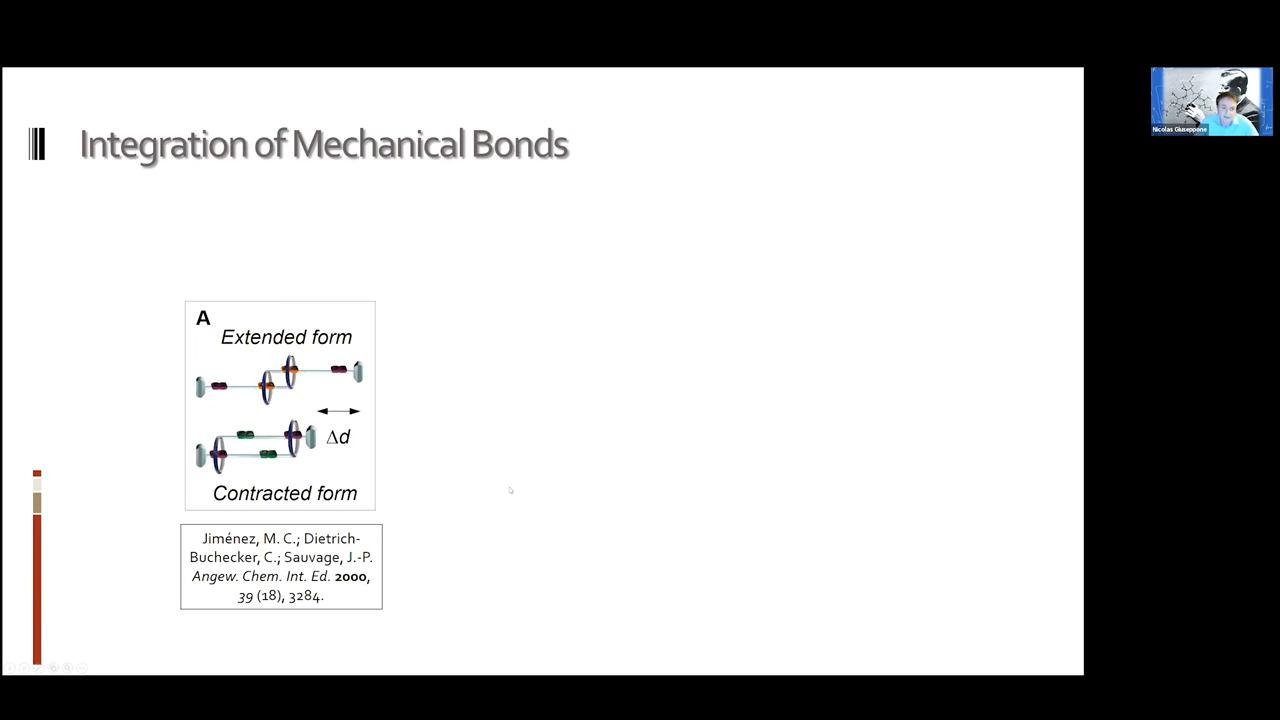 Integration of Mechanical Bonds
A
Extended form
Δd
Contracted form
Jiménez, M. C.; Dietrich-
Buchecker, C.; Sauvage, J.-P.
Angew. Chem. Int. Ed. 2000,
39 (18), 3284.
Nicolas Giuseppone